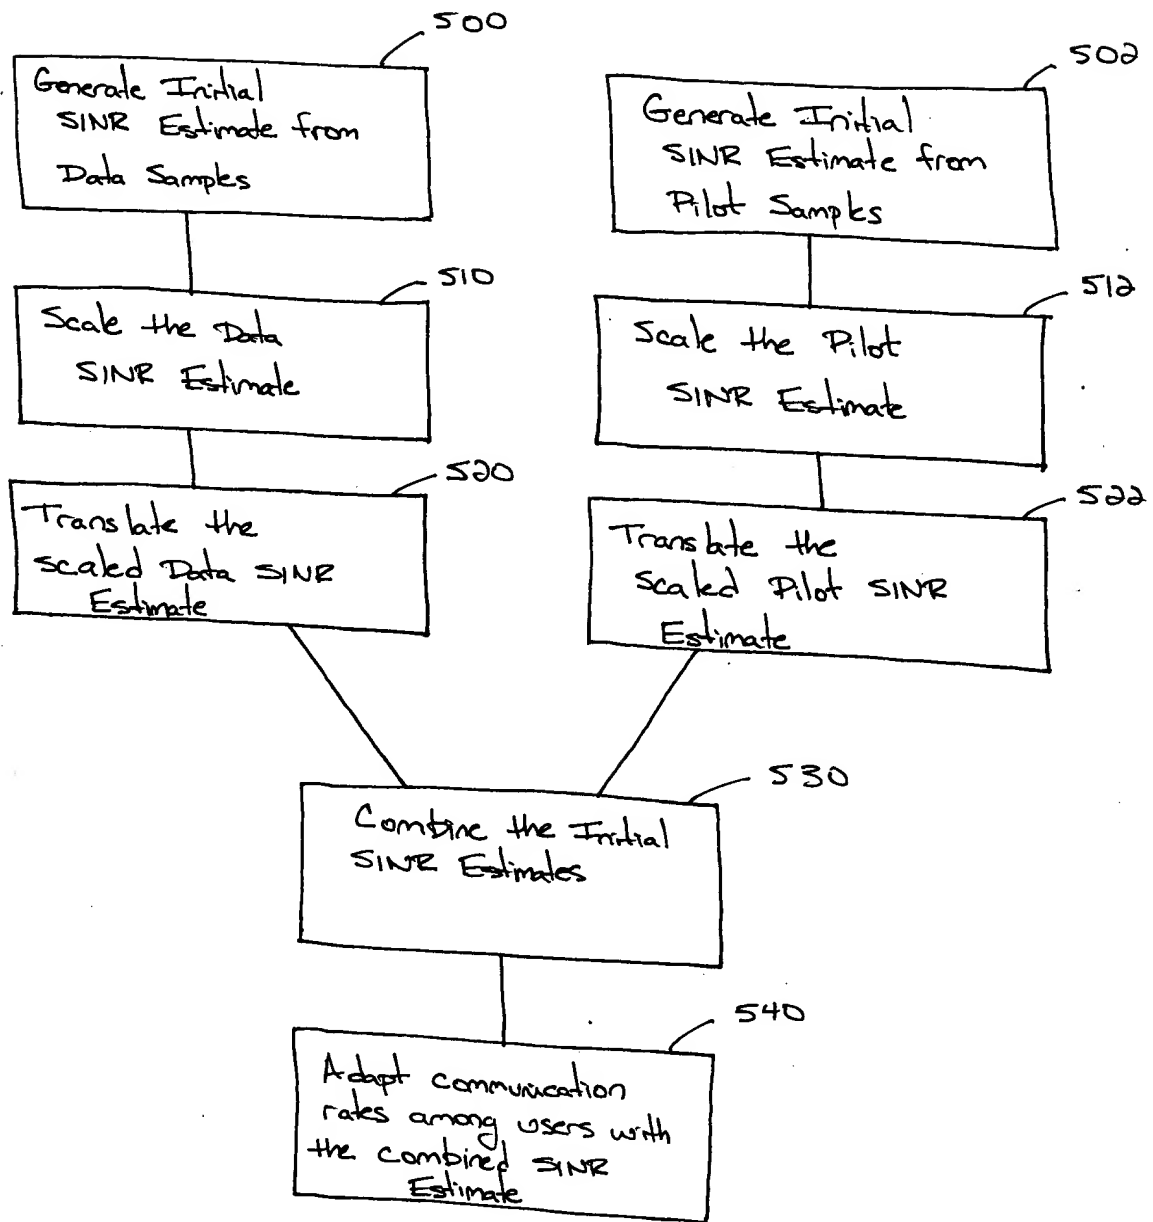 500
Generate Initial
SINR Estimate from
Data Samples
502
Generate Initial
SINR Estimate from
Pilot Samples
510
Scale the Data
SINR Estimate
512
Scale the Pilot
SINR Estimate
520
Translate the
scaled Data SINR
Estimate
522
Translate the
scaled Pilot SINR
Estimate
530
Combine the Initial
SINR Estimates
540
Adapt communication
rates among users with
the combined SINR
Estimate